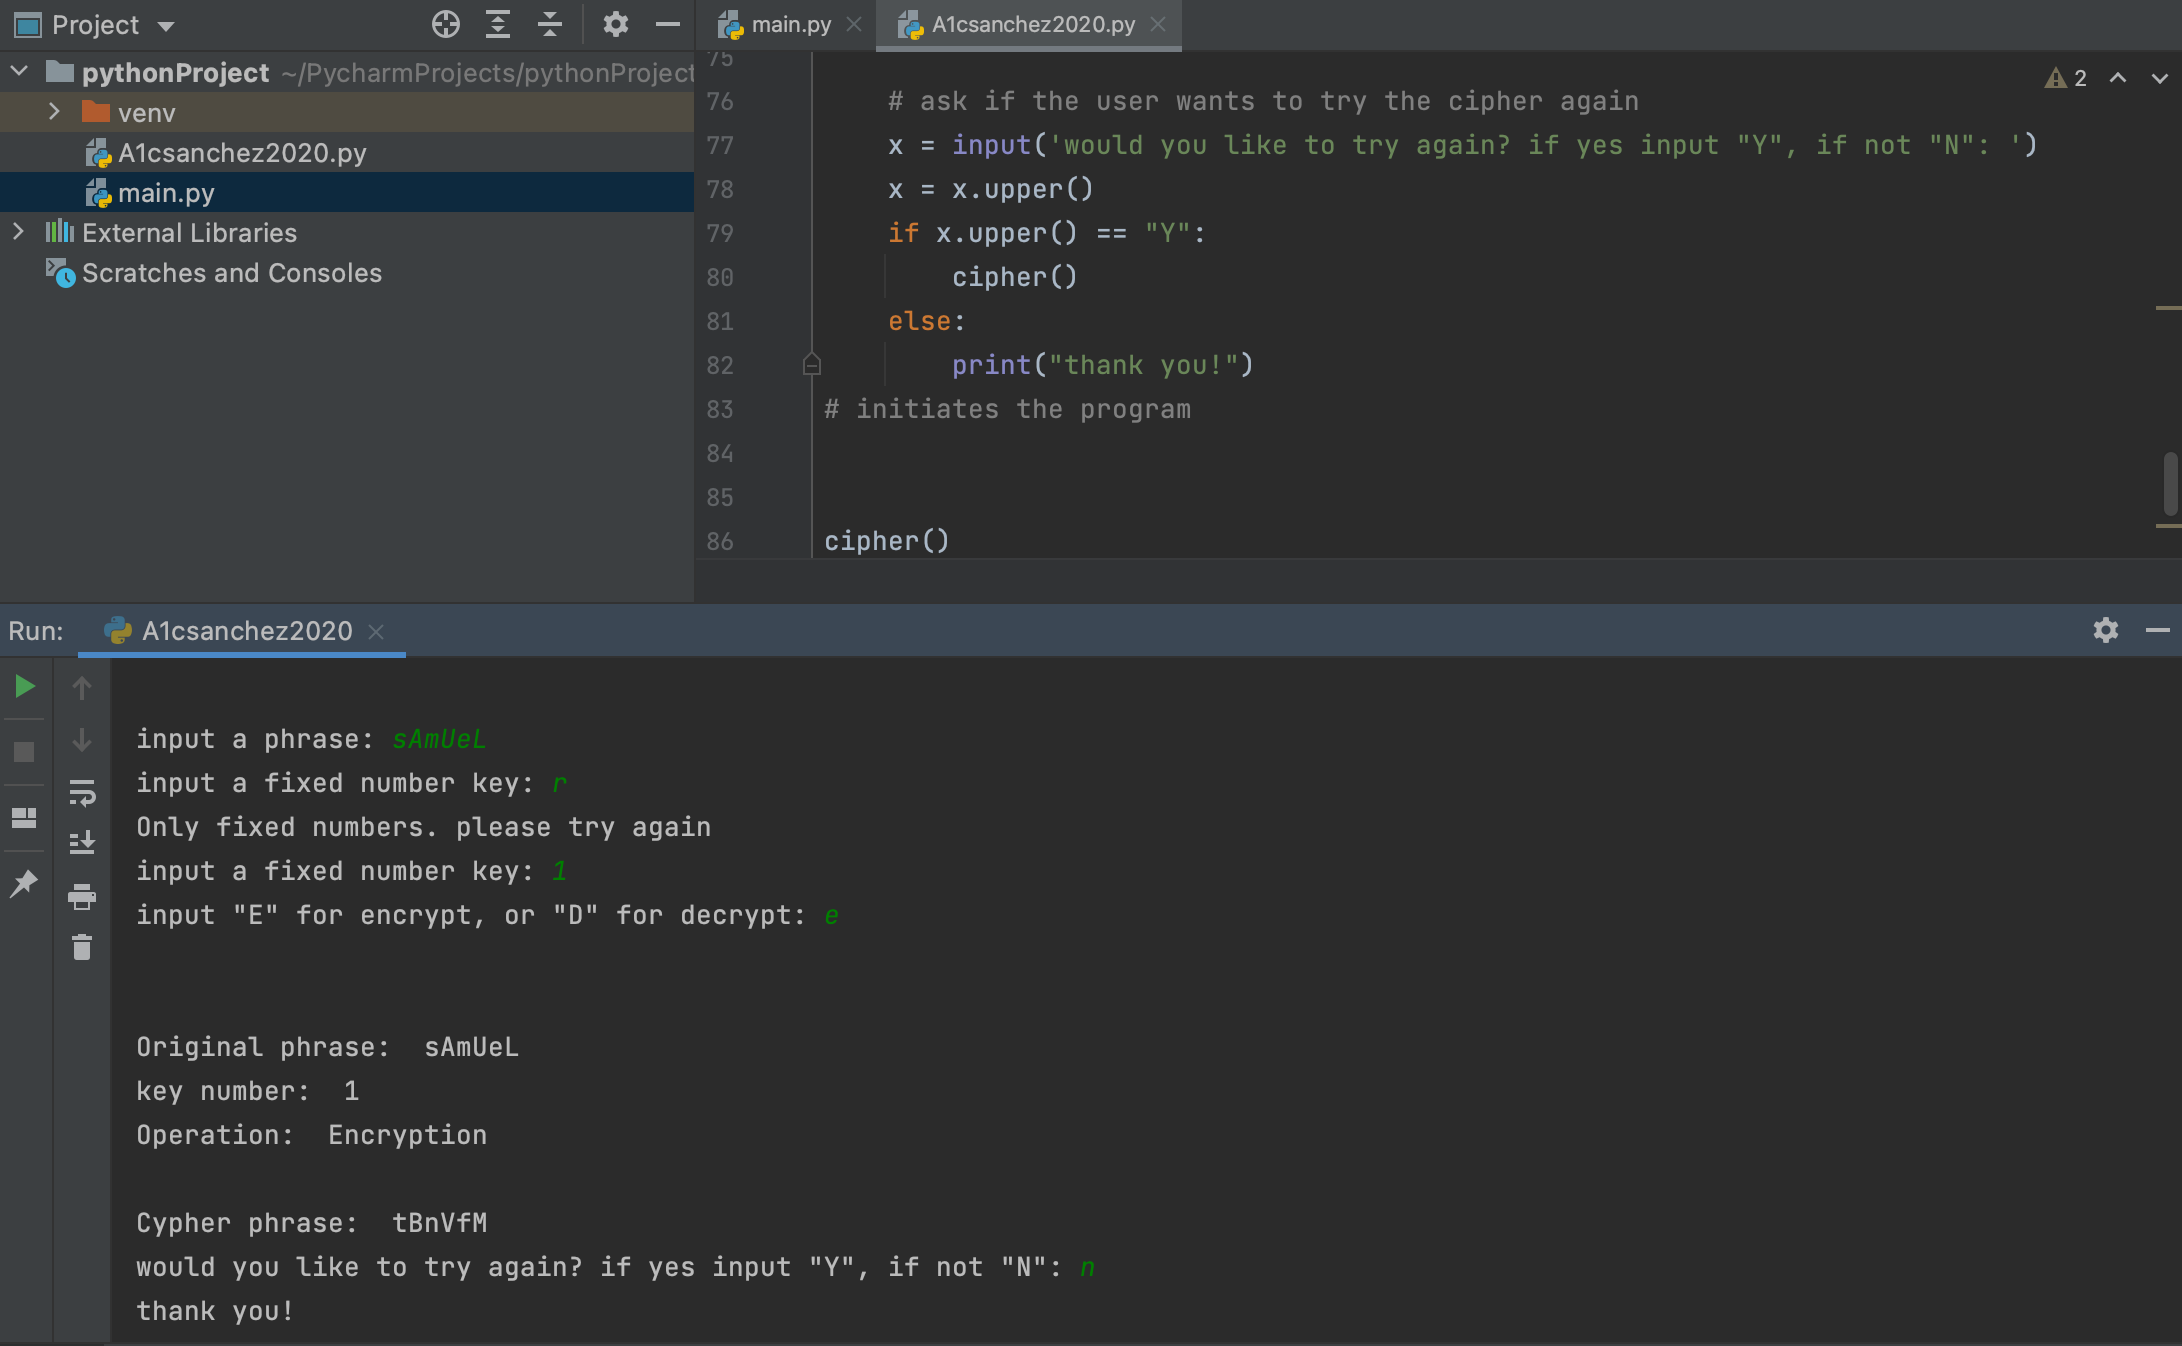 Project
pythonProject ~/PycharmProjects/pythonProject
venv
A1csanchez2020.py
main.py
External Libraries
Scratches and Consoles
main.py
A1csanchez2020.py
2
75
76 # ask if the user wants to try the cipher again
77 x = input('would you like to try again? if yes input "Y", if not "N": ')
78 x = x.upper()
79 if x.upper() == "Y":
80 cipher()
81 else:
82 print("thank you!")
83 # initiates the program
84
85
86 cipher()
Run: A1csanchez2020
input a phrase: sAmUeL
input a fixed number key: r
Only fixed numbers. please try again
input a fixed number key: 1
input "E" for encrypt, or "D" for decrypt: e
Original phrase:  sAmUeL
key number:  1
Operation:  Encryption
Cypher phrase:  tBnVfM
would you like to try again? if yes input "Y", if not "N": n
thank you!